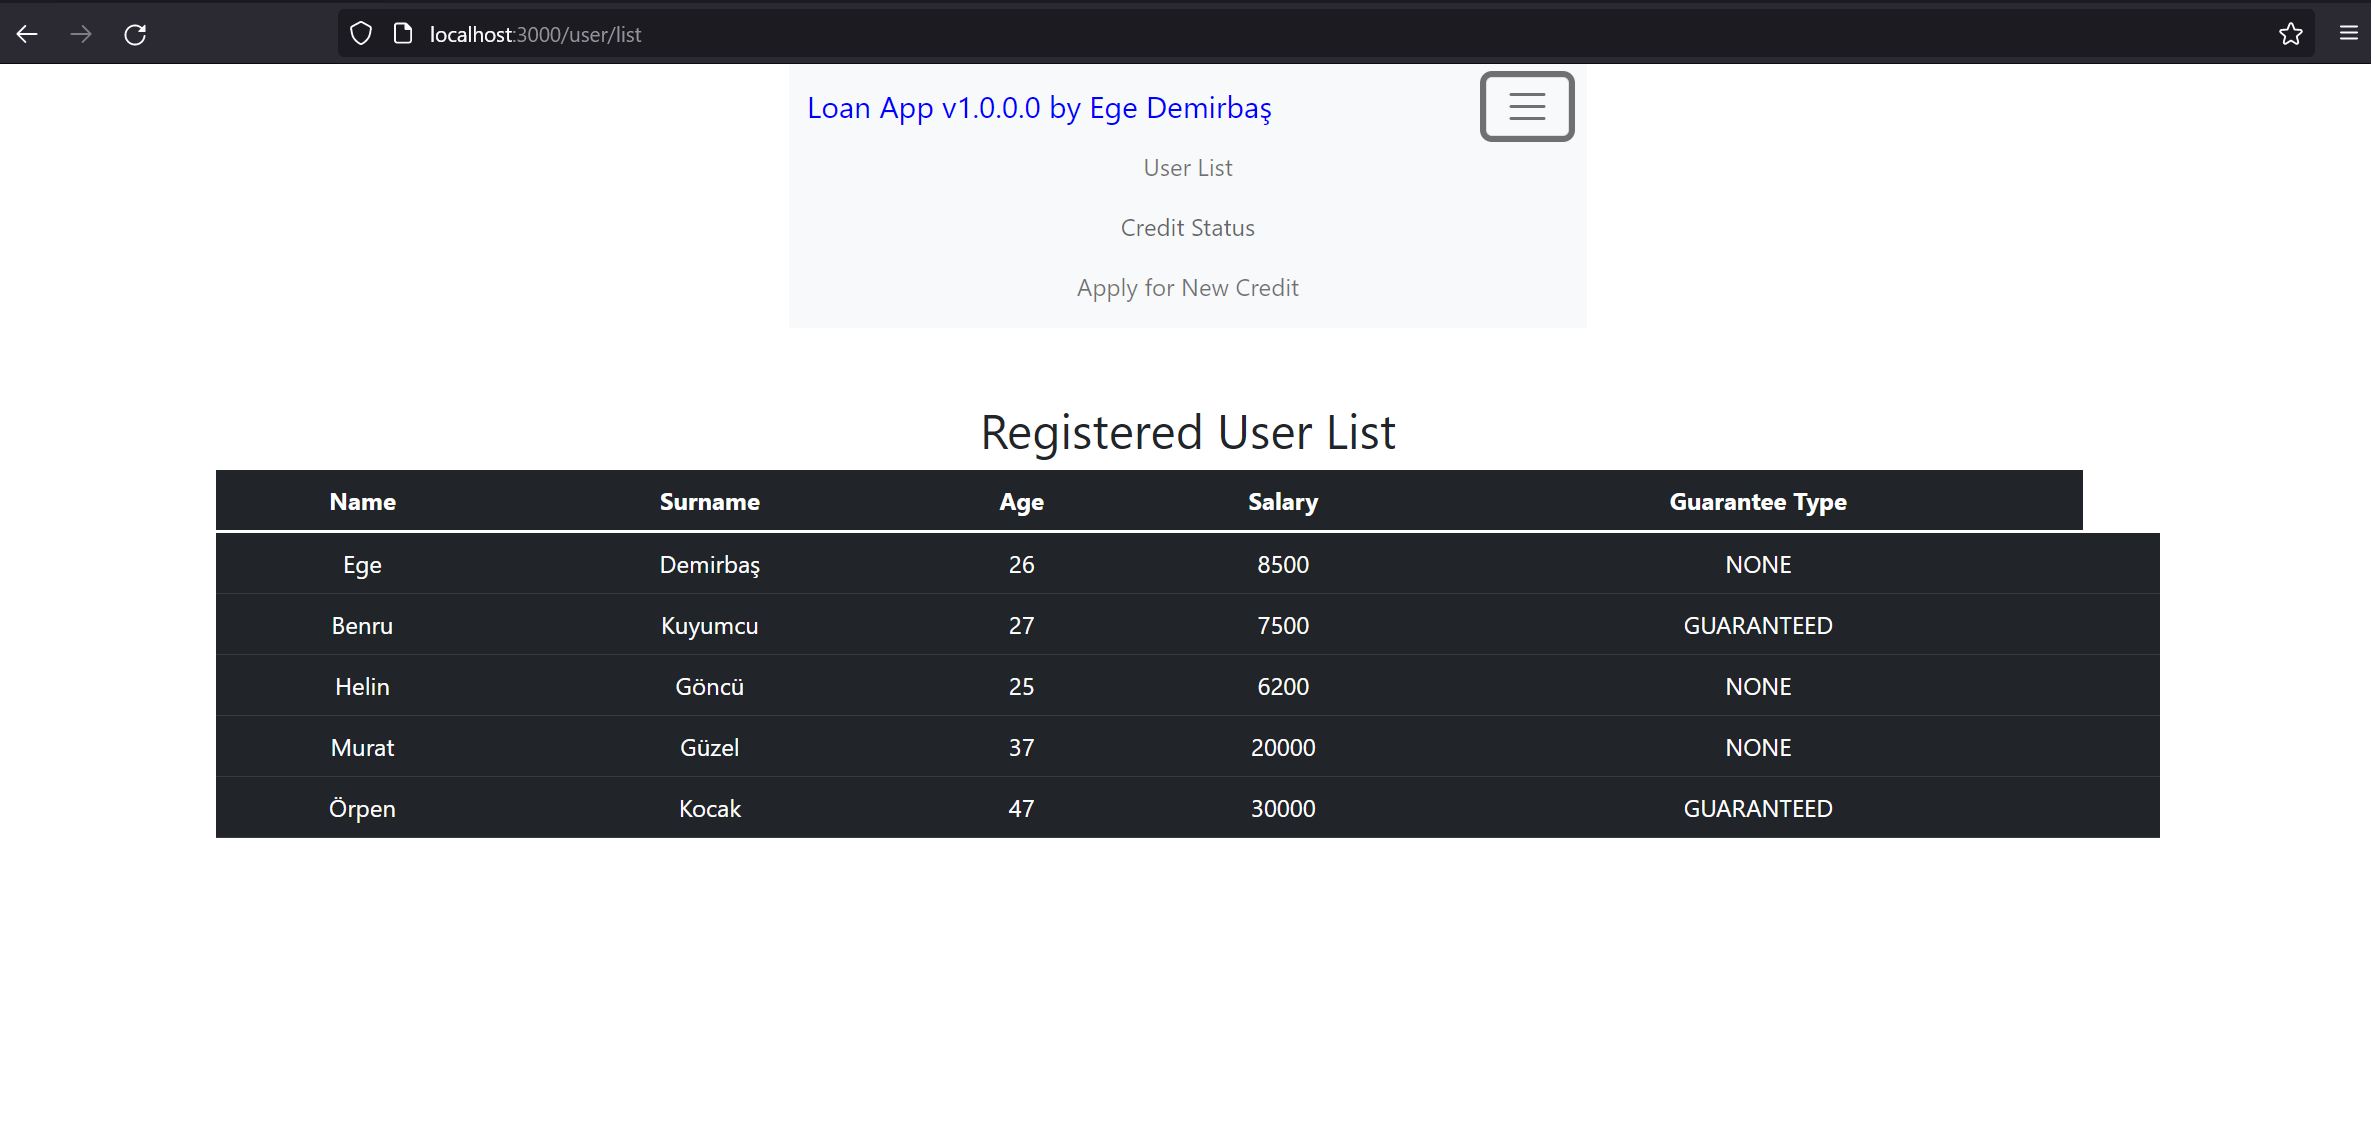 localhost:3000/user/list
Loan App v1.0.0.0 by Ege Demirbaş
User List
Credit Status
Apply for New Credit
Registered User List
Name Surname Age Salary Guarantee Type
Ege Demirbaş 26 8500 NONE
Benru Kuyumcu 27 7500 GUARANTEED
Helin Göncü 25 6200 NONE
Murat Güzel 37 20000 NONE
Örpen Kocak 47 30000 GUARANTEED